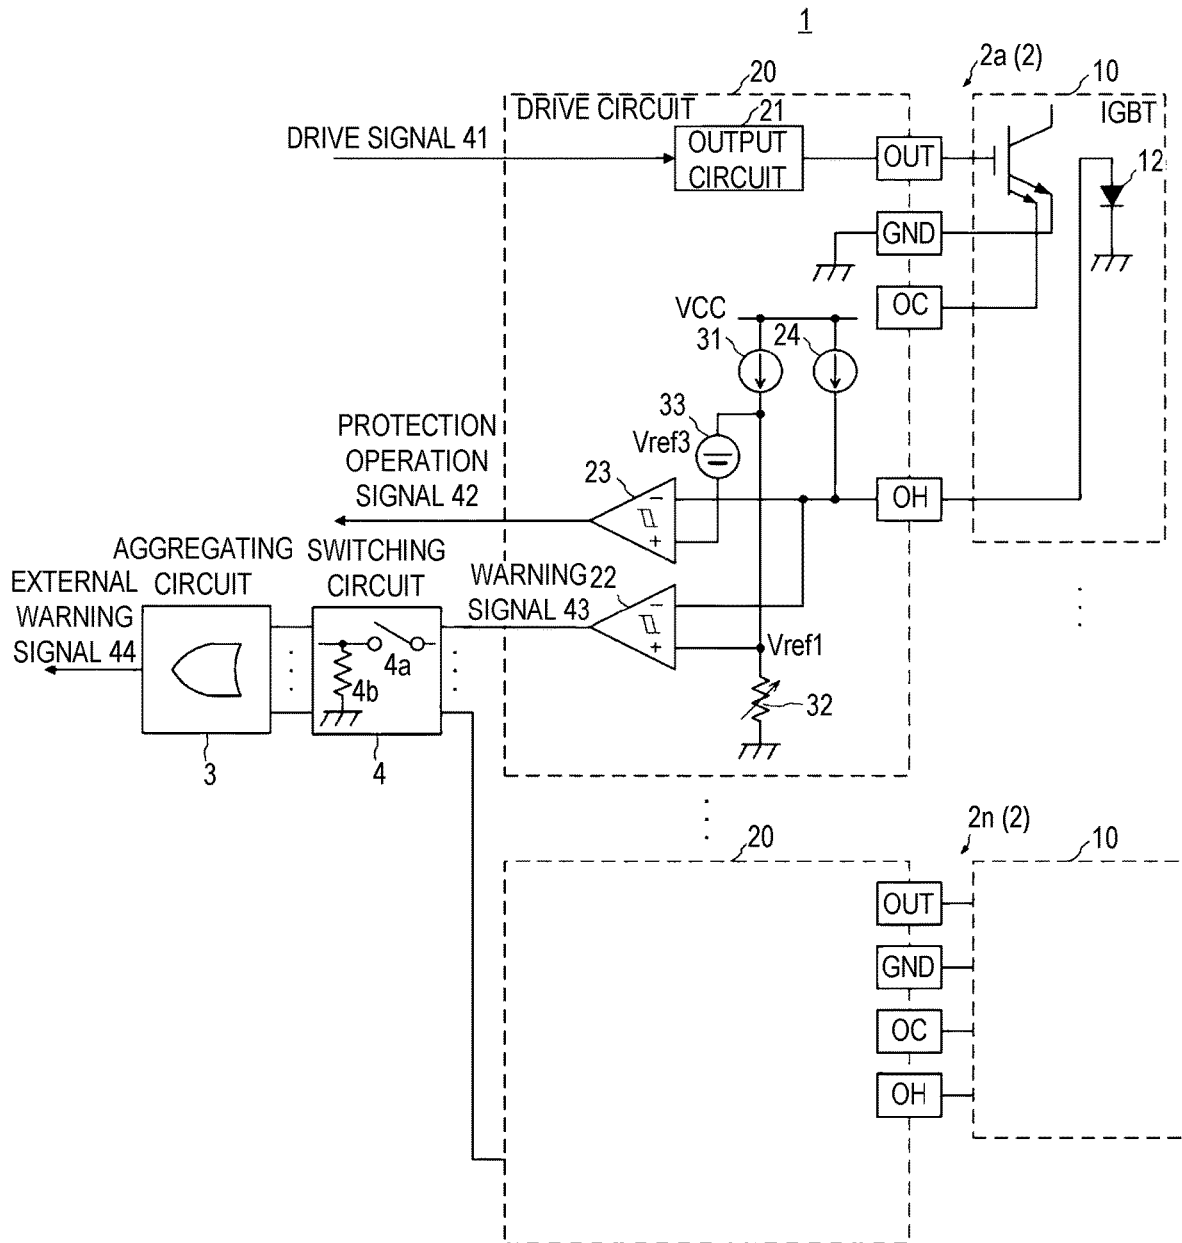 1
2a (2)
20
10
DRIVE CIRCUIT
21
IGBT
DRIVE SIGNAL 41
OUTPUT
CIRCUIT
OUT
12
GND
OC
VCC
31
24
33
Vref3
PROTECTION
OPERATION
SIGNAL 42
23
−
+
OH
AGGREGATING
CIRCUIT
SWITCHING
CIRCUIT
EXTERNAL
WARNING
SIGNAL 44
WARNING
SIGNAL 43
22
−
+
Vref1
4a
4b
32
3
4
20
2n (2)
10
OUT
GND
OC
OH